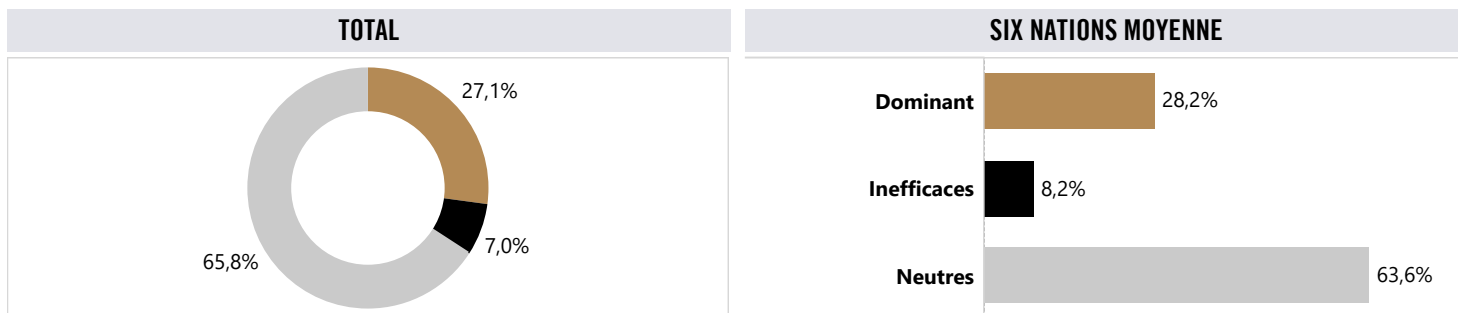 TOTAL
27,1%
7,0%
65,8%
SIX NATIONS MOYENNE
Dominant 28,2%
Inefficaces 8,2%
Neutres 63,6%